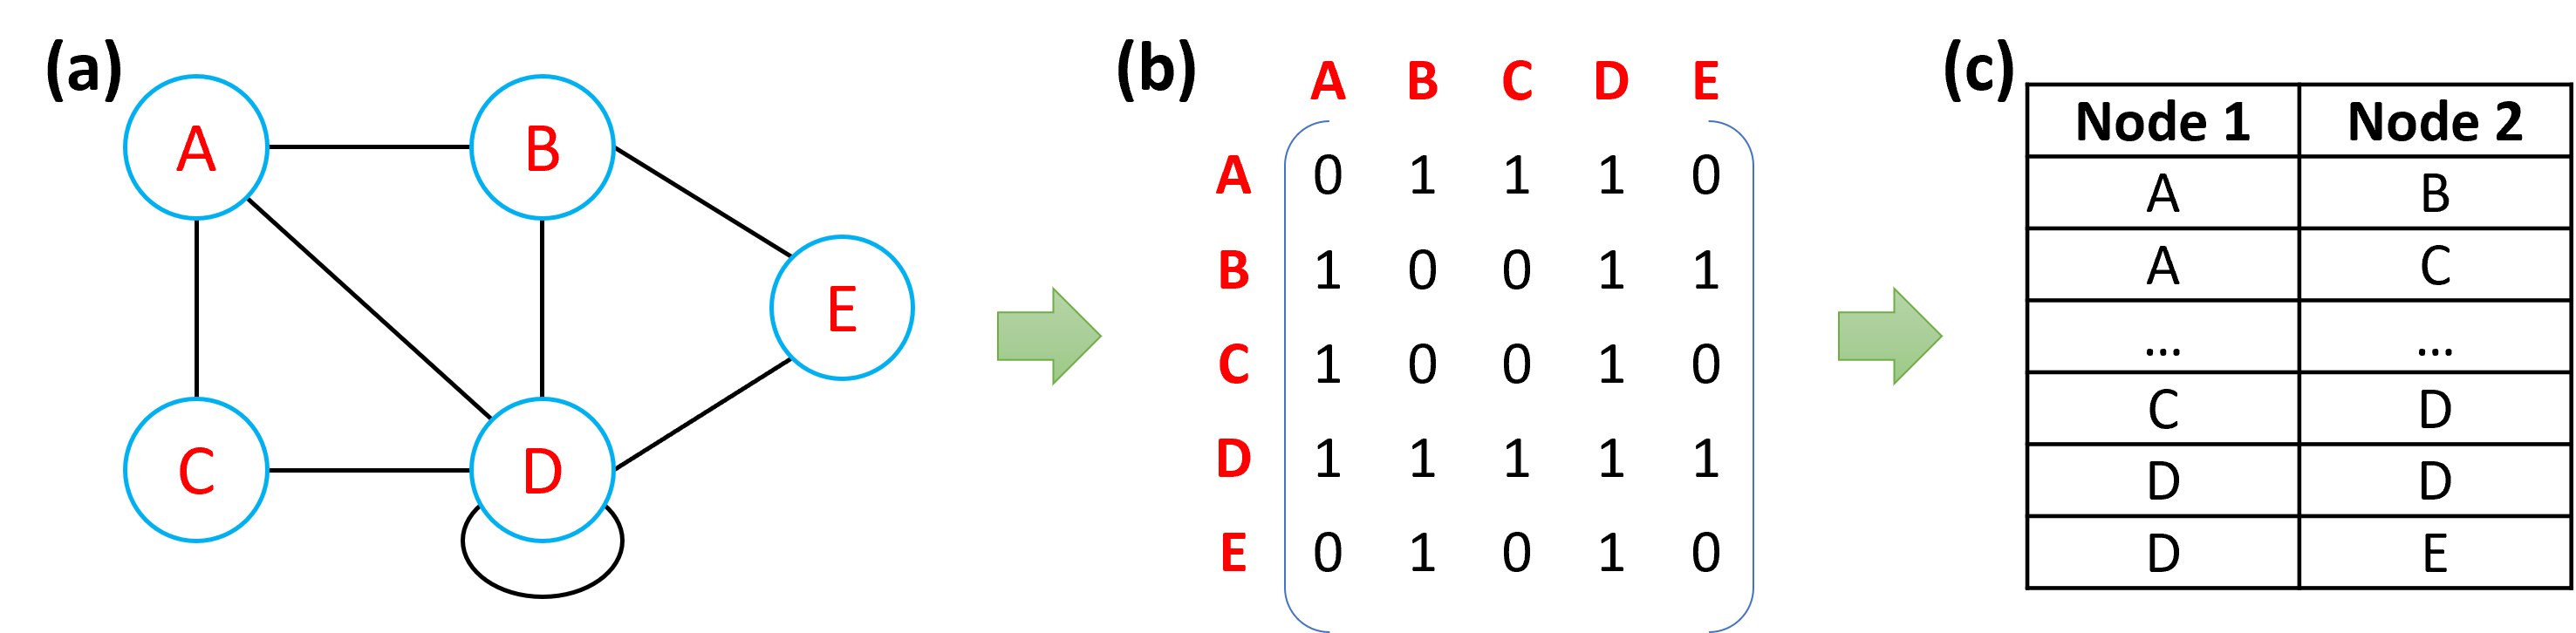 (a)
A
B
E
C
D
(b)
A B C D E
A 0 1 1 1 0
B 1 0 0 1 1
C 1 0 0 1 0
D 1 1 1 1 1
E 0 1 0 1 0
(c)
Node 1 Node 2
A B
A C
... ...
C D
D D
D E